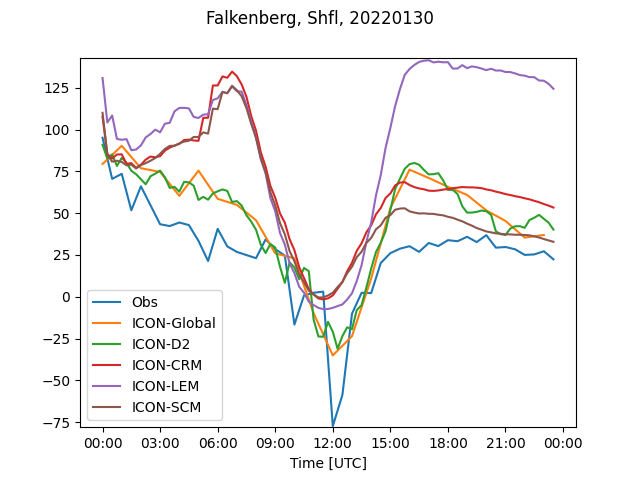 Falkenberg, Shfl, 20220130
125
100
75
50
25
0
−25
−50
−75
Obs
ICON-Global
ICON-D2
ICON-CRM
ICON-LEM
ICON-SCM
00:00 03:00 06:00 09:00 12:00 15:00 18:00 21:00 00:00
Time [UTC]